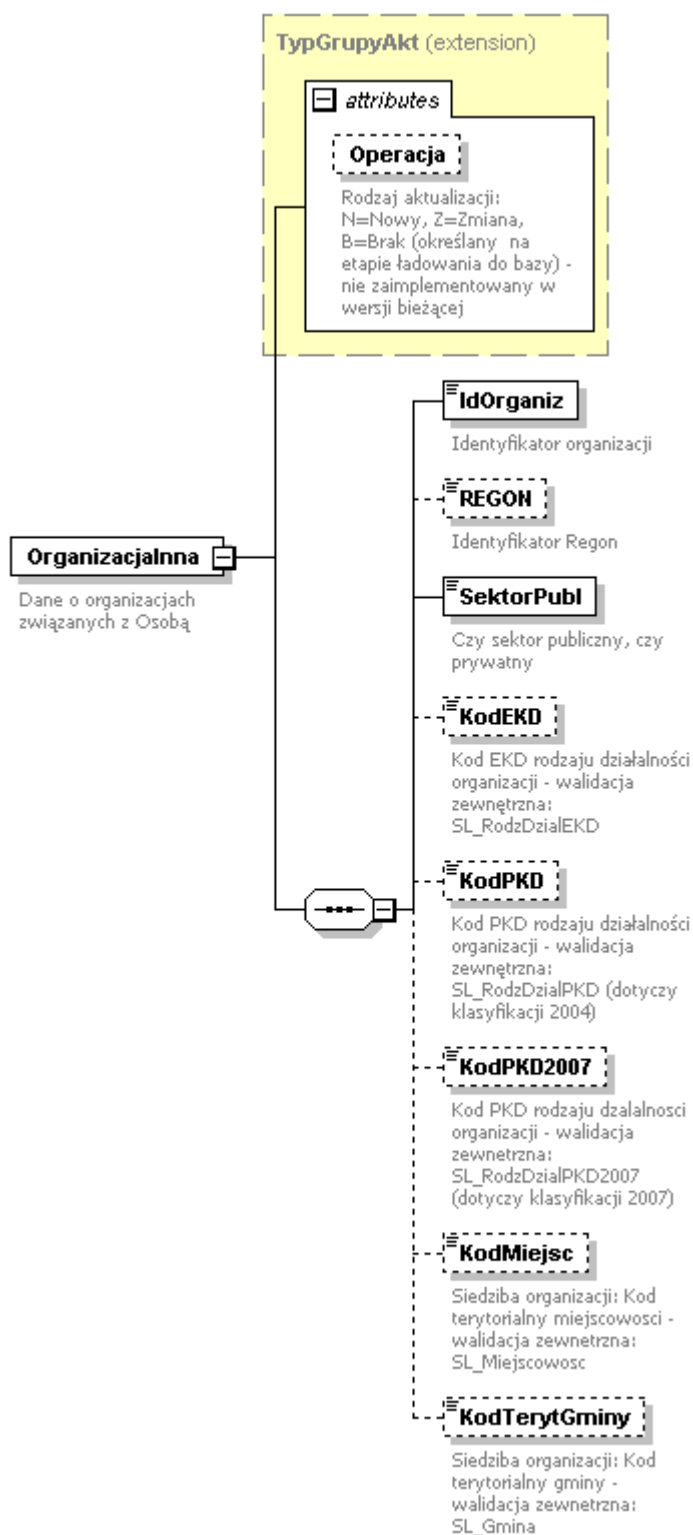 TypGrupyAkt (extension)
attributes
Operacja
Rodzaj aktualizacji:
N=Nowy, Z=Zmiana,
B=Brak (określany na
etapie ładowania do bazy) -
nie zaimplementowany w
wersji bieżącej
IdOrganiz
Identyfikator organizacji
REGON
Identyfikator Regon
OrganizacjaInna
Dane o organizacjach
związanych z Osobą
SektorPubl
Czy sektor publiczny, czy
prywatny
KodEKD
Kod EKD rodzaju działalności
organizacji - walidacja
zewnętrzna:
SL_RodzDzialEKD
KodPKD
Kod PKD rodzaju działalności
organizacji - walidacja
zewnętrzna:
SL_RodzDzialPKD (dotyczy
klasyfikacji 2004)
KodPKD2007
Kod PKD rodzaju dzalalnosci
organizacji - walidacja
zewnetrzna:
SL_RodzDzialPKD2007
(dotyczy klasyfikacji 2007)
KodMiejsc
Siedziba organizacji: Kod
terytorialny miejscowosci -
walidacja zewnetrzna:
SL_Miejscowosc
KodTerytGminy
Siedziba organizacji: Kod
terytorialny gminy -
walidacja zewnetrzna:
SL_Gmina